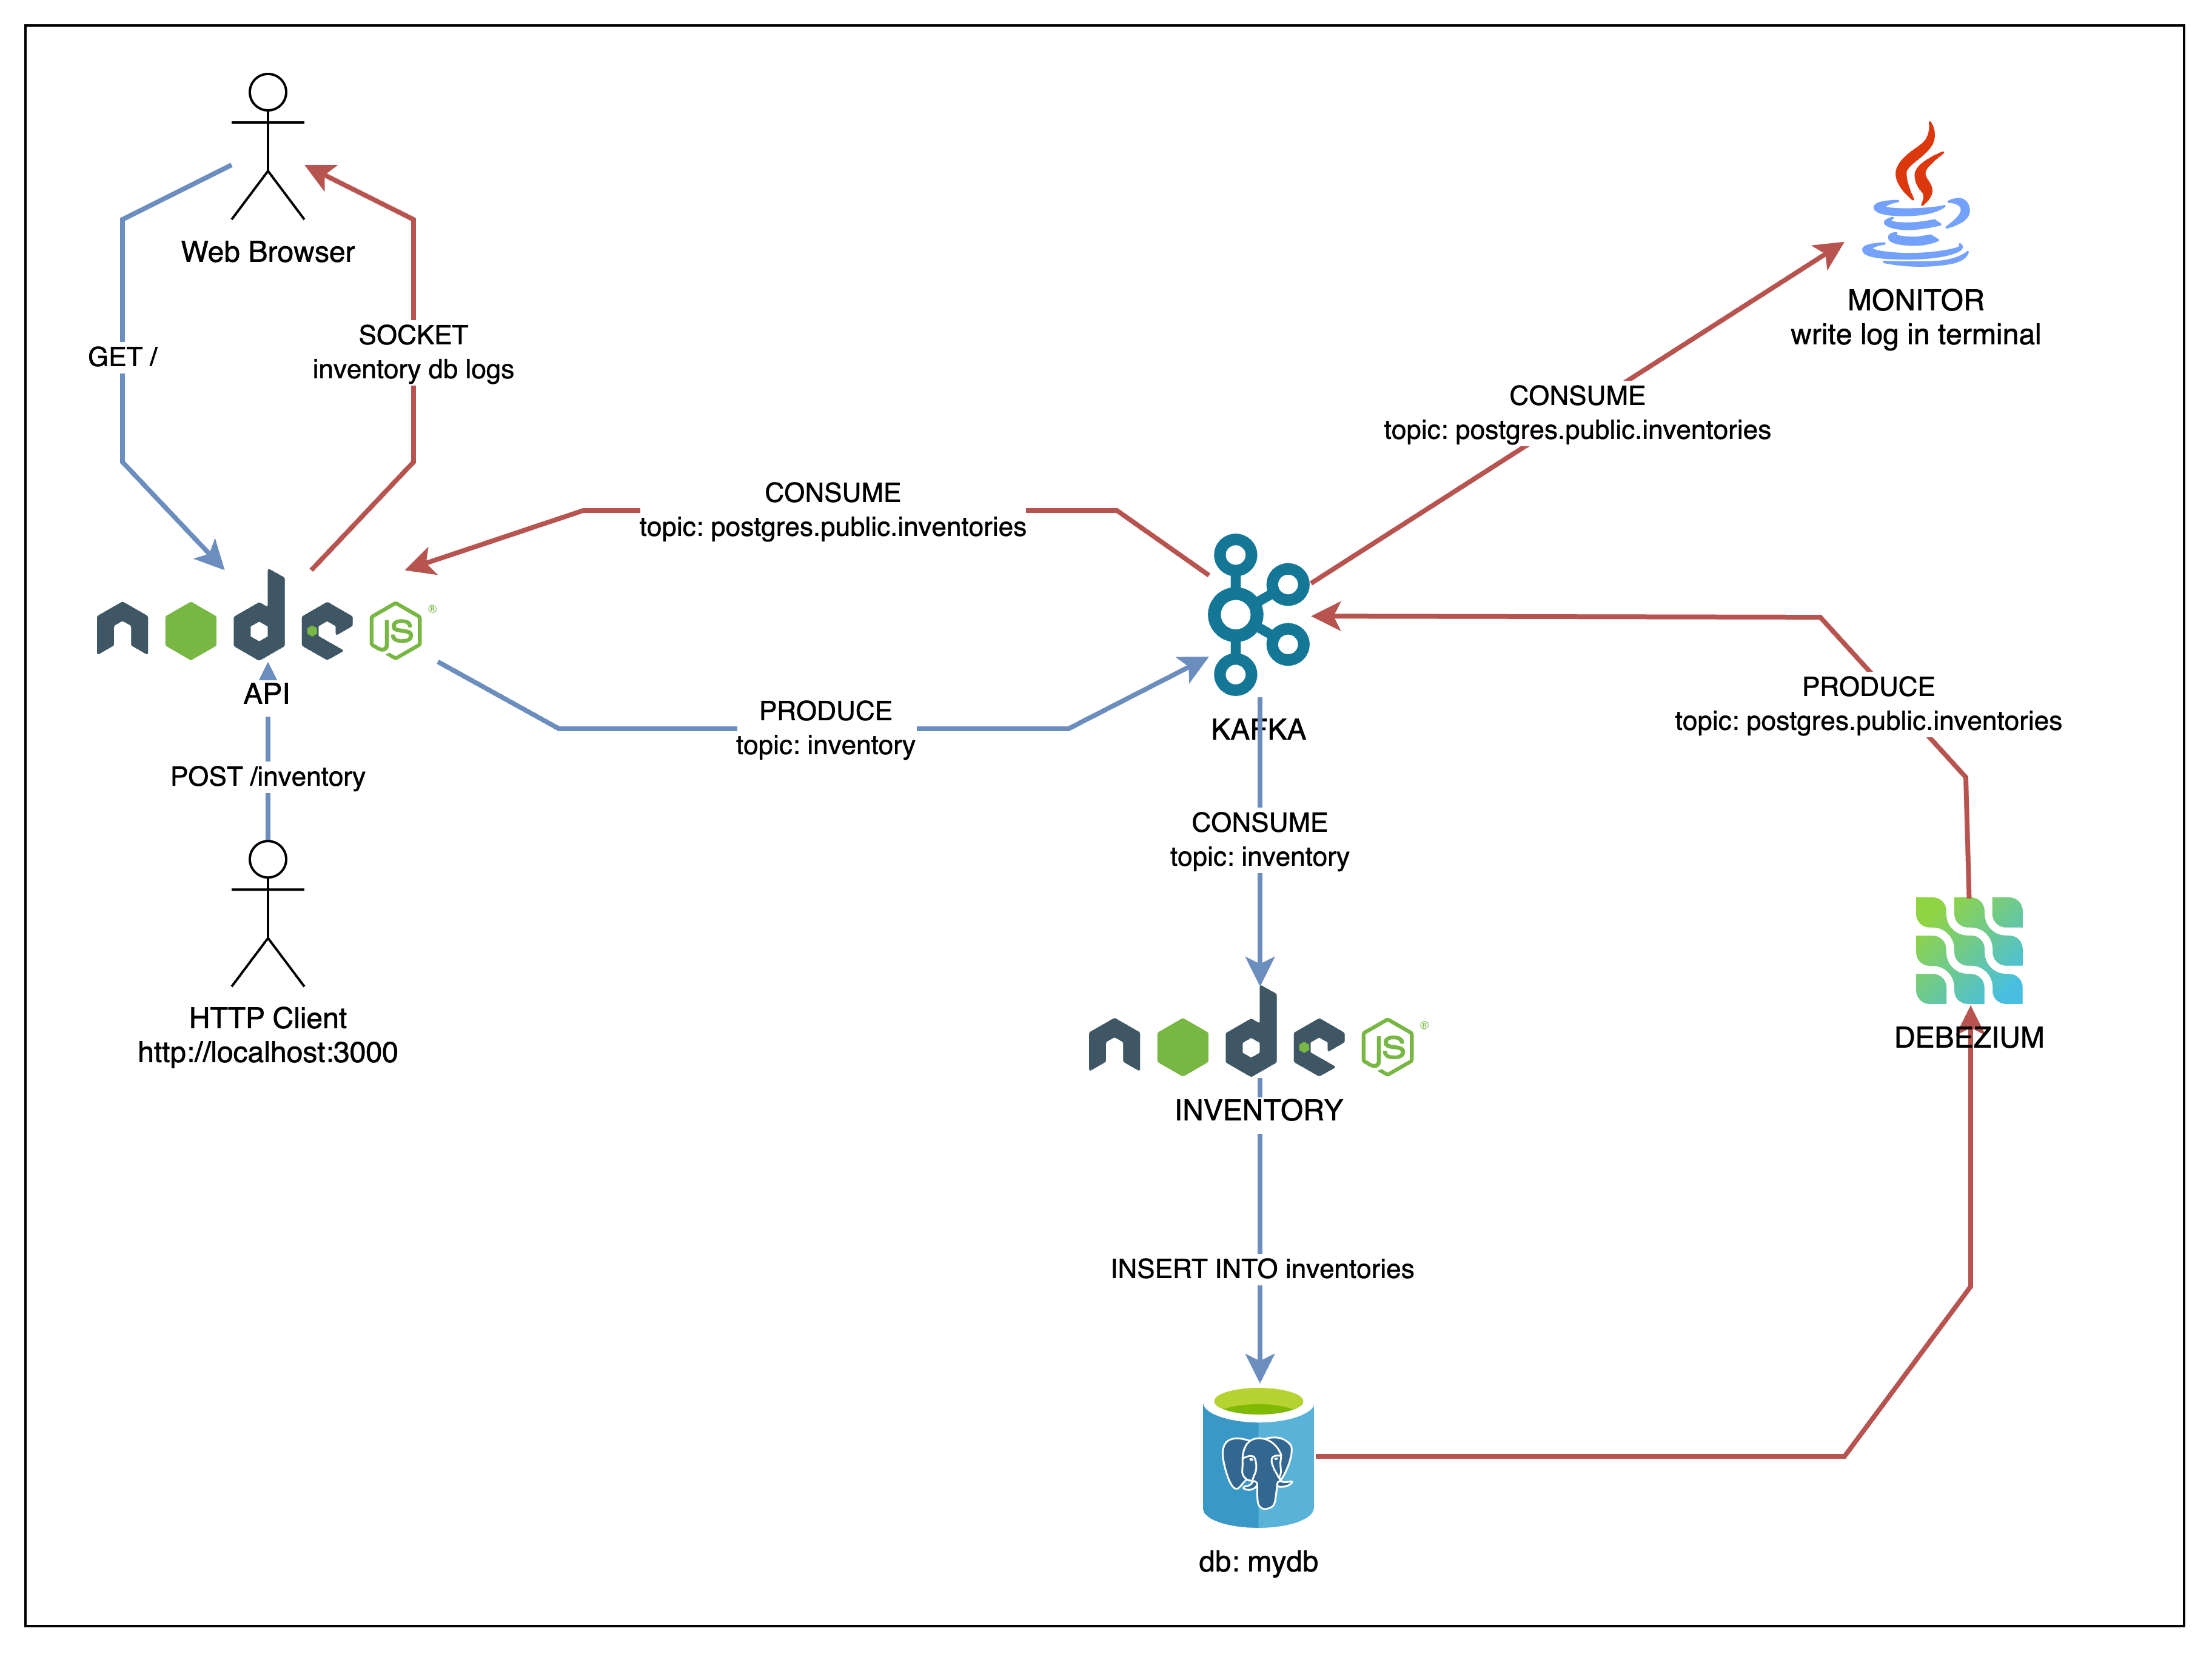 Web Browser
GET /
SOCKET
inventory db logs
MONITOR
write log in terminal
CONSUME
topic: postgres.public.inventories
CONSUME
topic: postgres.public.inventories
node JS ®
API
PRODUCE
topic: inventory
KAFKA
PRODUCE
topic: postgres.public.inventories
POST /inventory
CONSUME
topic: inventory
HTTP Client
http://localhost:3000
node JS ®
DEBEZIUM
INVENTORY
INSERT INTO inventories
db: mydb